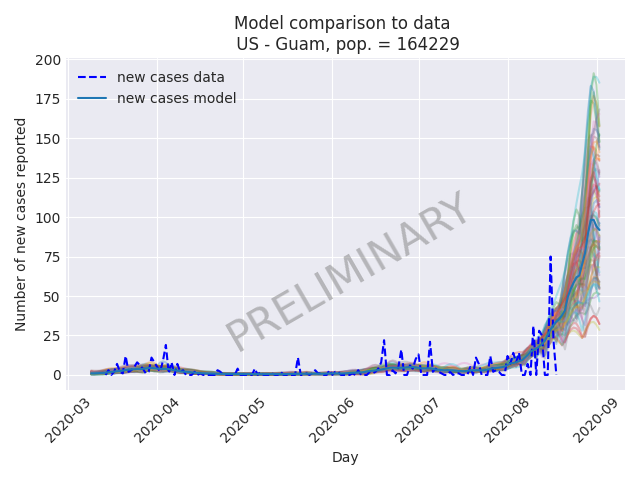 Model comparison to data
US - Guam, pop. = 164229
new cases data
new cases model
PRELIMINARY
Number of new cases reported
200
175
150
125
100
75
50
25
0
2020-03
2020-04
2020-05
2020-06
2020-07
2020-08
2020-09
Day